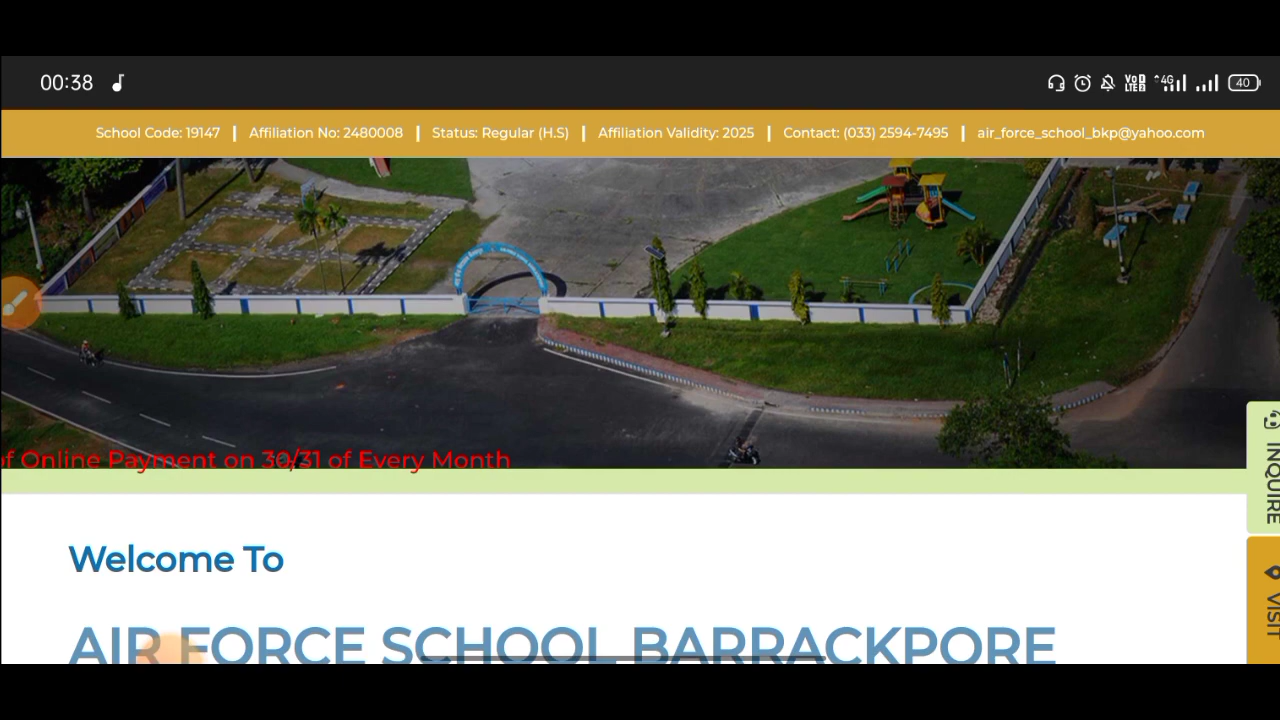 00:38 40
School Code: 19147 | Affiliation No: 2480008 | Status: Regular (H.S) | Affiliation Validity: 2025 | Contact: (033) 2594-7495 | air_force_school_bkp@yahoo.com
of Online Payment on 30/31 of Every Month
INQUIRE
VISIT
Welcome To
AIR FORCE SCHOOL BARRACKPORE